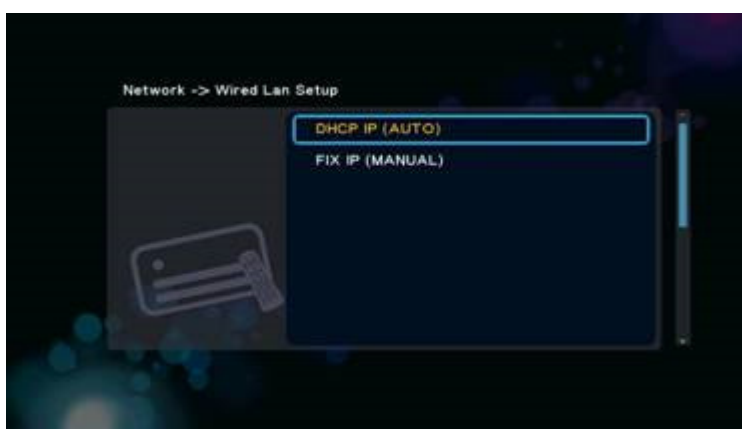 Network -> Wired Lan Setup
DHCP IP (AUTO)
FIX IP (MANUAL)